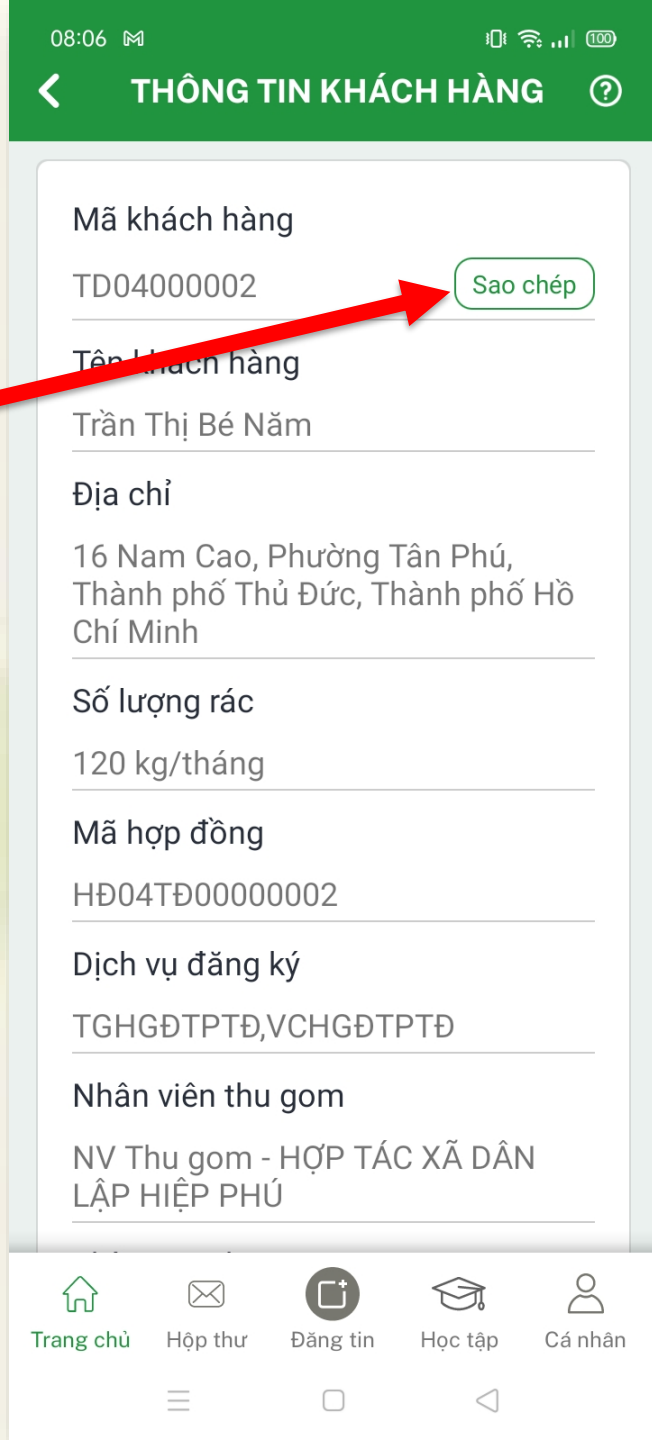 08:06
100
THÔNG TIN KHÁCH HÀNG
Mã khách hàng
TD04000002
Sao chép
Tên khách hàng
Trần Thị Bé Năm
Địa chỉ
16 Nam Cao, Phường Tân Phú,
Thành phố Thủ Đức, Thành phố Hồ
Chí Minh
Số lượng rác
120 kg/tháng
Mã hợp đồng
HĐ04TĐ00000002
Dịch vụ đăng ký
TGHGĐTPTĐ,VCHGĐTPTĐ
Nhân viên thu gom
NV Thu gom - HỢP TÁC XÃ DÂN
LẬP HIỆP PHÚ
Trang chủ
Hộp thư
Đăng tin
Học tập
Cá nhân